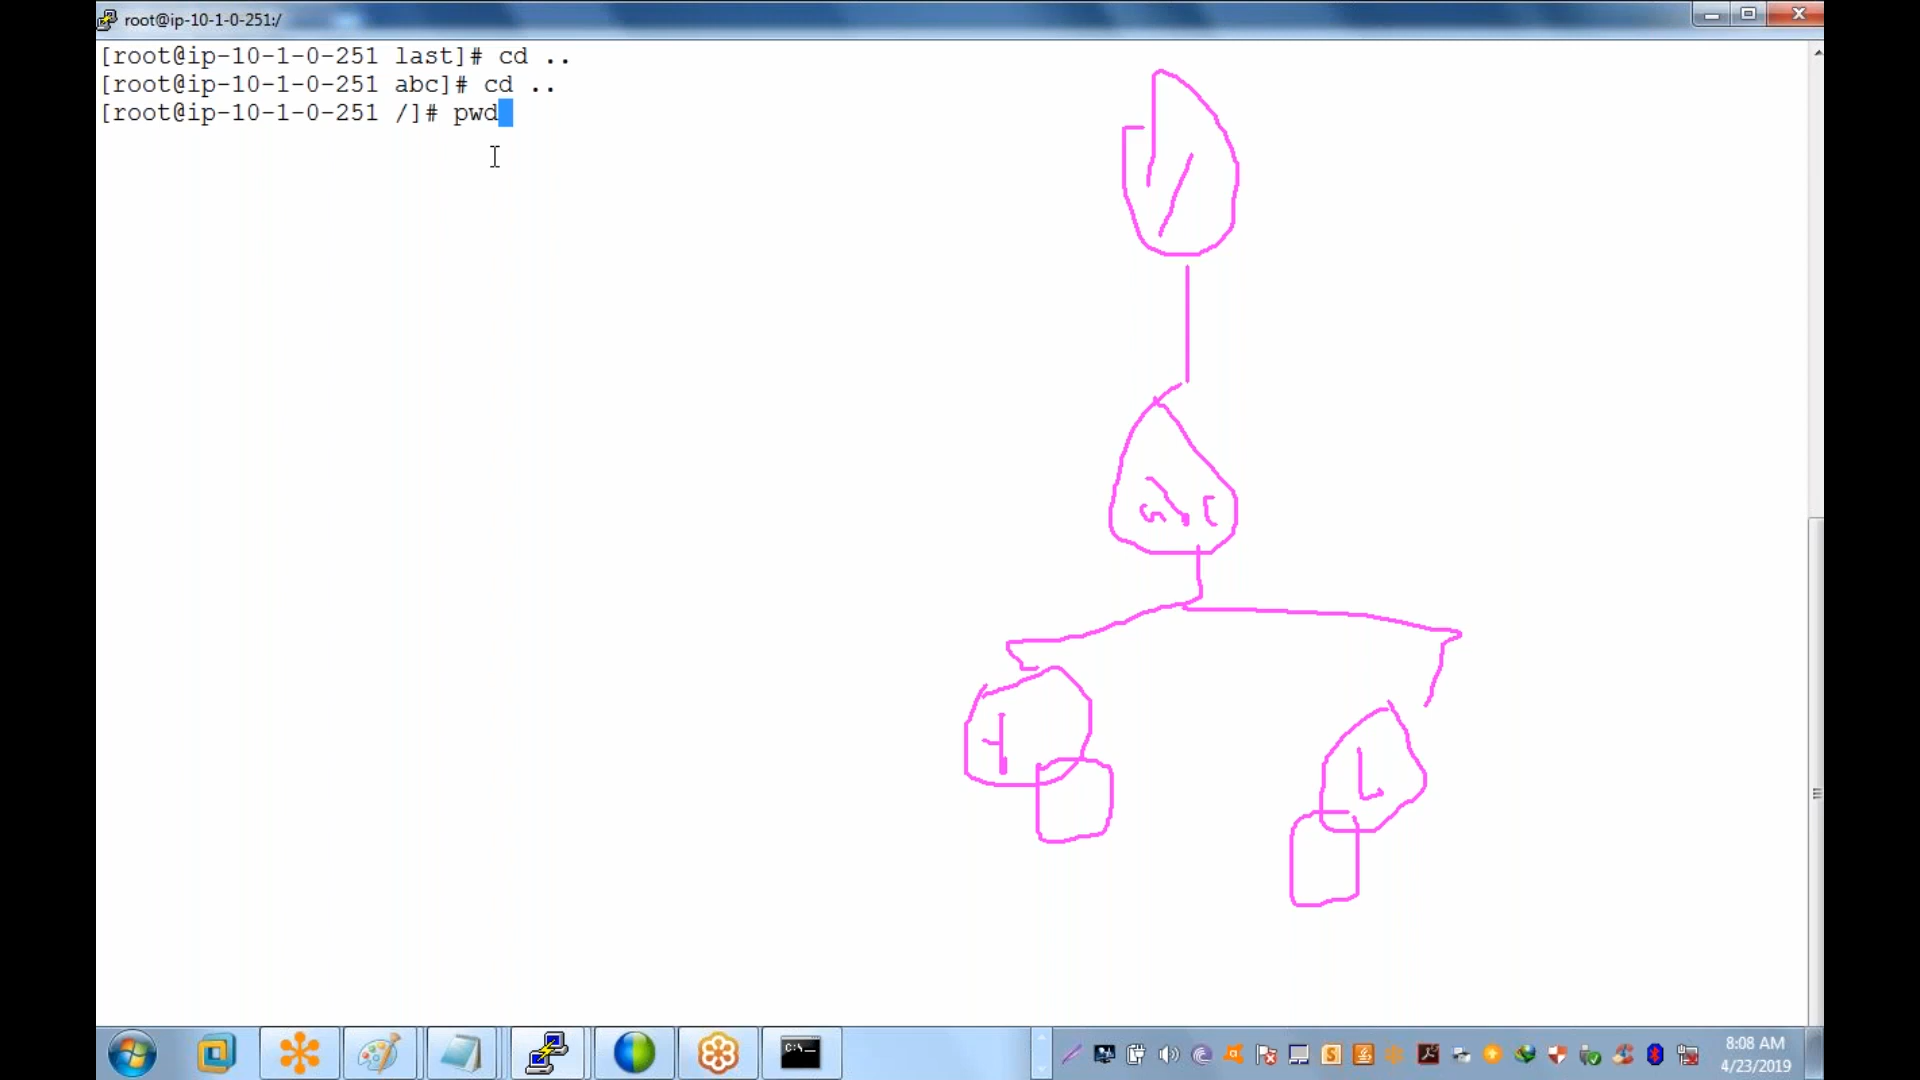 root@ip-10-1-0-251:/
[root@ip-10-1-0-251 last]# cd ..
[root@ip-10-1-0-251 abc]# cd ..
[root@ip-10-1-0-251 /]# pwd
/
L
C:\
8:08 AM
4/23/2019